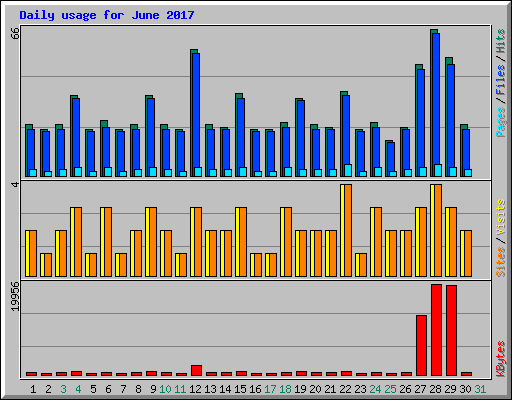 Daily usage for June 2017
66
Pages / Files / Hits
4
Sites / Visits
19956
KBytes
1 2 3 4 5 6 7 8 9 10 11 12 13 14 15 16 17 18 19 20 21 22 23 24 25 26 27 28 29 30 31